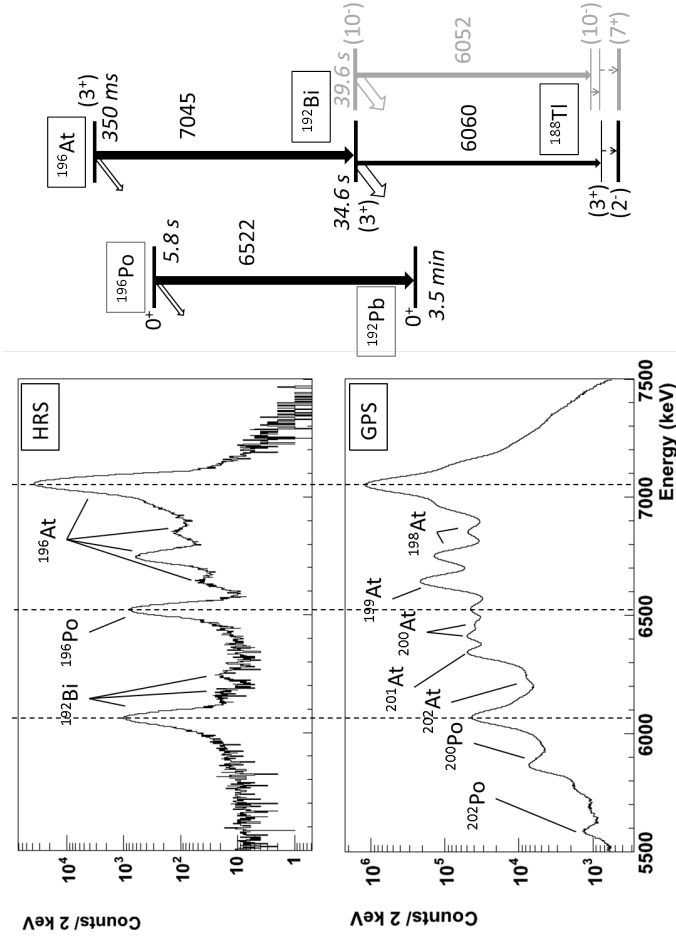 HRS
Counts/ 2 keV
10⁴
10³
10²
10
1
¹⁹²Bi
¹⁹⁶Po
¹⁹⁶At
GPS
Counts/ 2 keV
10⁶
10⁵
10⁴
10³
²⁰²Po
²⁰⁰Po
²⁰²At
²⁰¹At
²⁰⁰At
¹⁹⁹At
¹⁹⁸At
5500
6000
6500
7000
7500
Energy (keV)
¹⁹⁶Po
0⁺
5.8 s
6522
¹⁹²Pb
0⁺
3.5 min
¹⁹⁶At
(3⁺)
350 ms
7045
¹⁹²Bi
34.6 s
(3⁺)
39.6 s (10⁻)
6060
6052
¹⁸⁸Tl
(3⁺)
(2⁻)
(10⁻)
(7⁺)